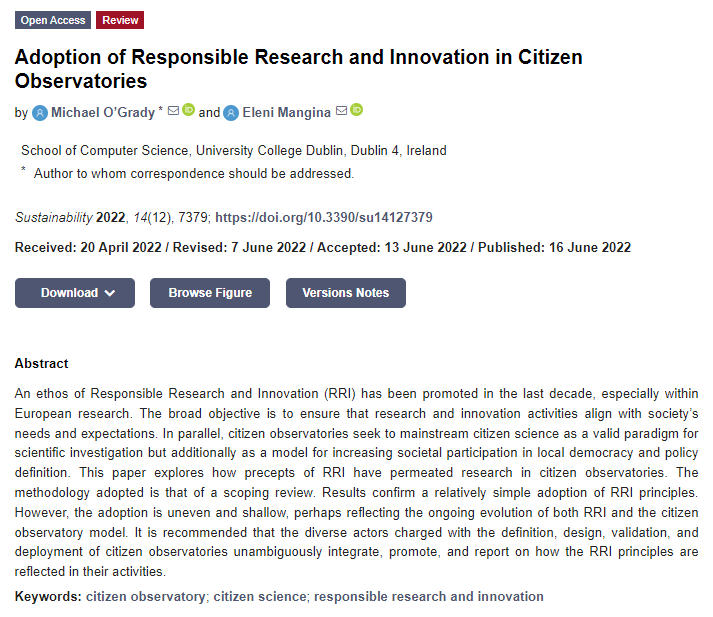 Open Access Review
Adoption of Responsible Research and Innovation in Citizen
Observatories
by Michael O'Grady * and Eleni Mangina
School of Computer Science, University College Dublin, Dublin 4, Ireland
* Author to whom correspondence should be addressed.
Sustainability 2022, 14(12), 7379; https://doi.org/10.3390/su14127379
Received: 20 April 2022 / Revised: 7 June 2022 / Accepted: 13 June 2022 / Published: 16 June 2022
Download Browse Figure Versions Notes
Abstract
An ethos of Responsible Research and Innovation (RRI) has been promoted in the last decade, especially within
European research. The broad objective is to ensure that research and innovation activities align with society's
needs and expectations. In parallel, citizen observatories seek to mainstream citizen science as a valid paradigm for
scientific investigation but additionally as a model for increasing societal participation in local democracy and policy
definition. This paper explores how precepts of RRI have permeated research in citizen observatories. The
methodology adopted is that of a scoping review. Results confirm a relatively simple adoption of RRI principles.
However, the adoption is uneven and shallow, perhaps reflecting the ongoing evolution of both RRI and the citizen
observatory model. It is recommended that the diverse actors charged with the definition, design, validation, and
deployment of citizen observatories unambiguously integrate, promote, and report on how the RRI principles are
reflected in their activities.
Keywords: citizen observatory; citizen science; responsible research and innovation